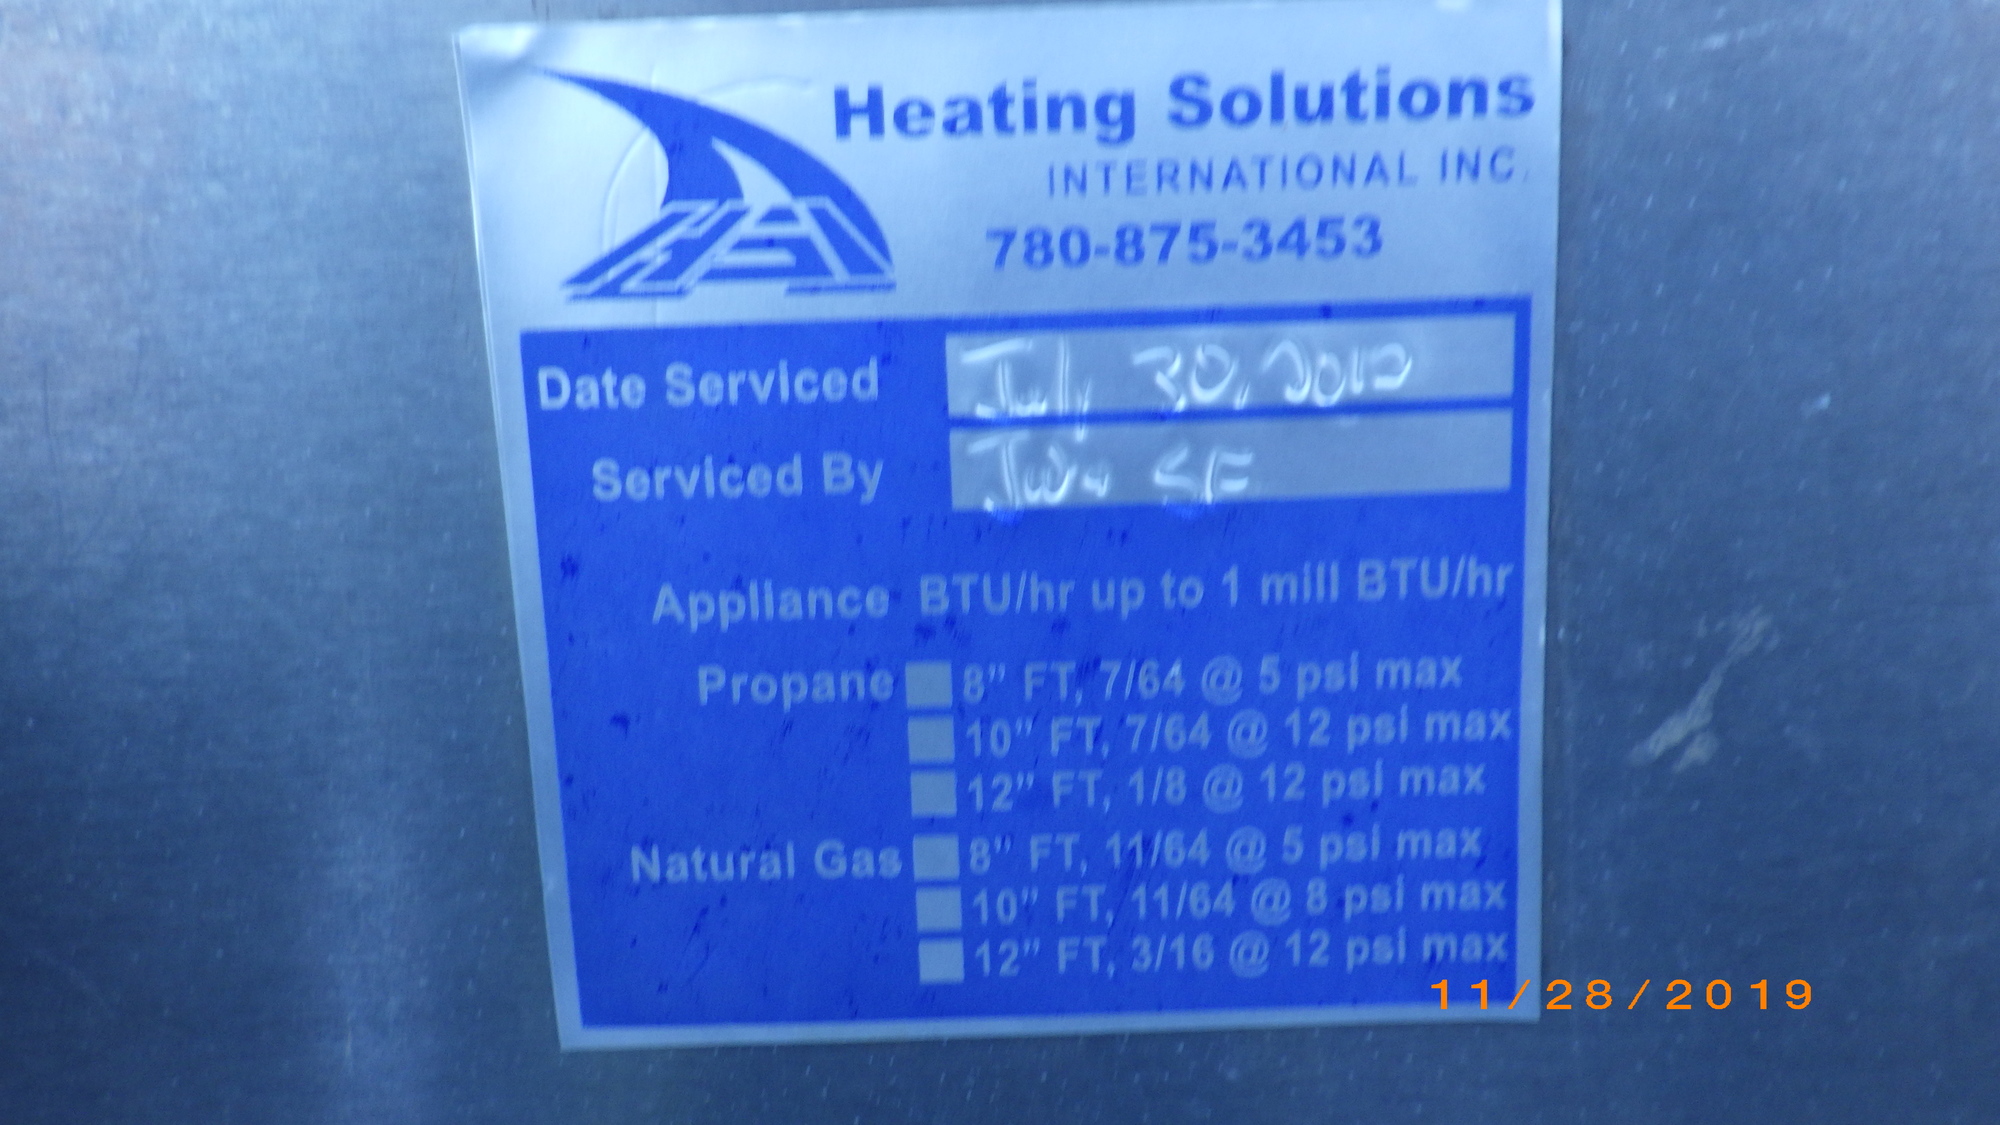 Heating Solutions
INTERNATIONAL INC.
780-875-3453
HSI
Date Serviced July 30, 2012
Serviced By SF
Appliance BTU/hr up to 1 mill BTU/hr
Propane 8" FT, 7/64 @ 5 psi max
10" FT, 7/64 @ 12 psi max
12" FT, 1/8 @ 12 psi max
Natural Gas 8" FT, 11/64 @ 5 psi max
10" FT, 11/64 @ 8 psi max
12" FT, 3/16 @ 12 psi max
11/28/2019